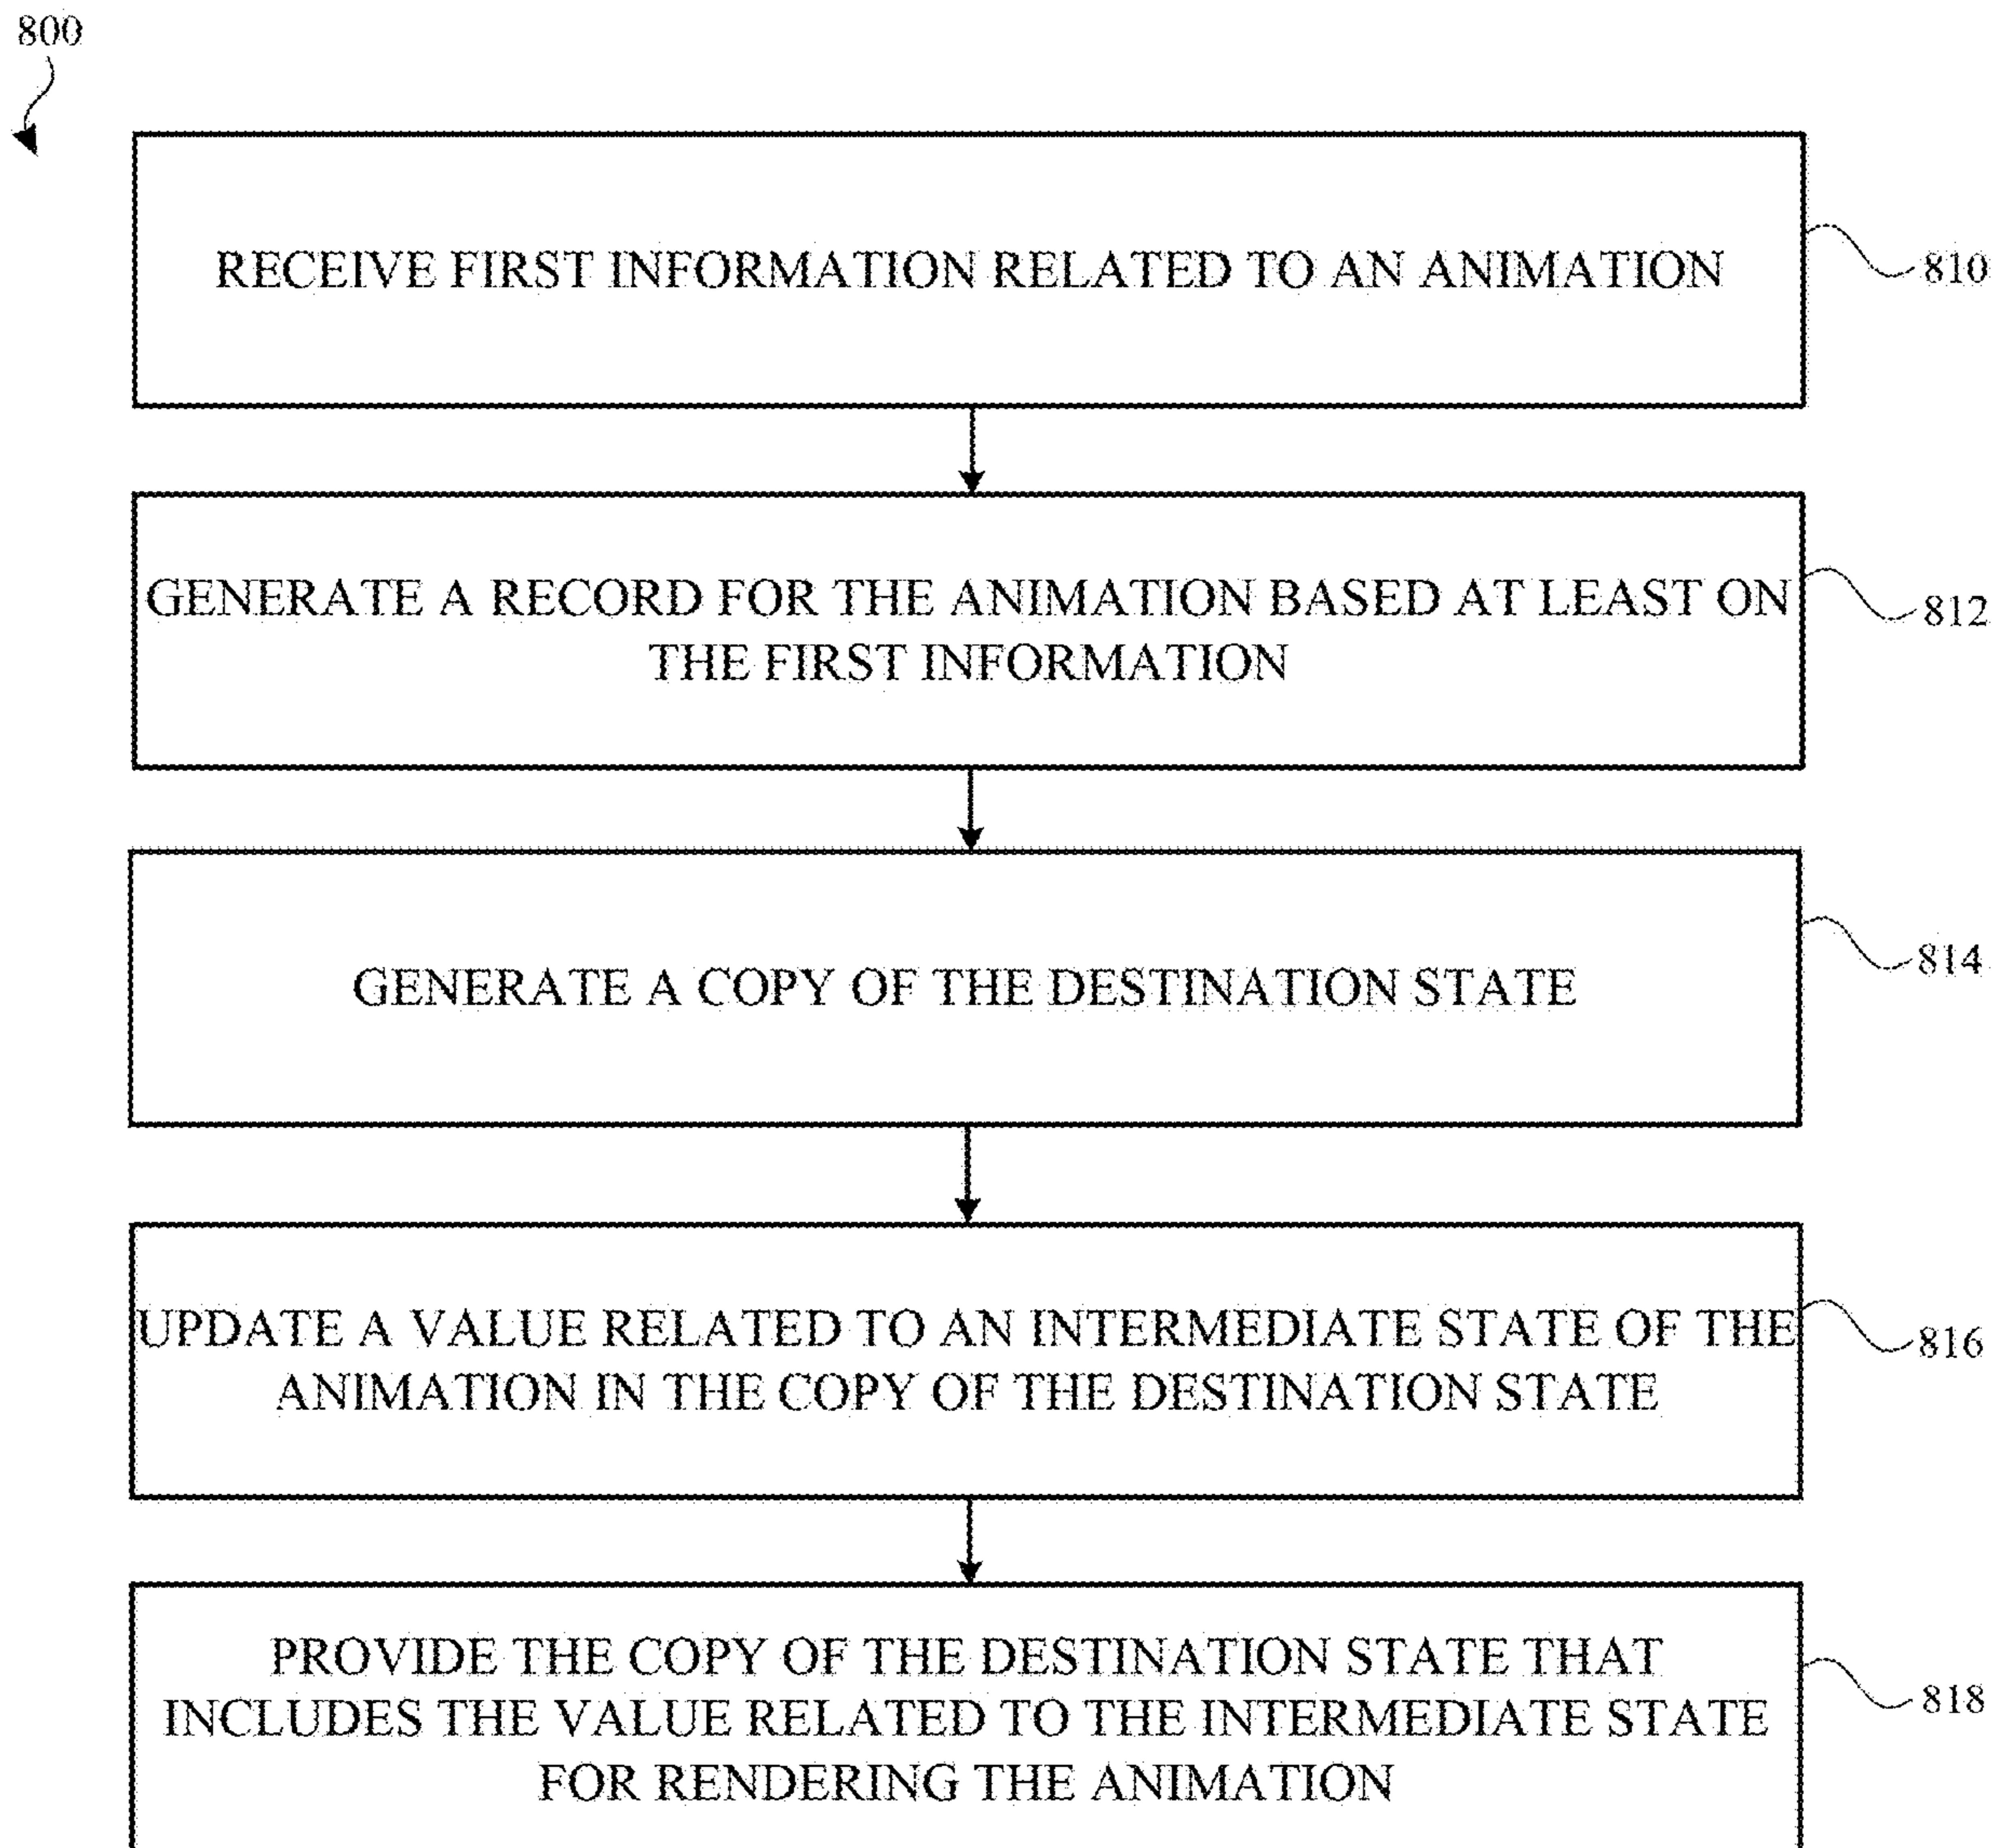 800
RECEIVE FIRST INFORMATION RELATED TO AN ANIMATION
810
GENERATE A RECORD FOR THE ANIMATION BASED AT LEAST ON
THE FIRST INFORMATION
812
GENERATE A COPY OF THE DESTINATION STATE
814
UPDATE A VALUE RELATED TO AN INTERMEDIATE STATE OF THE
ANIMATION IN THE COPY OF THE DESTINATION STATE
816
PROVIDE THE COPY OF THE DESTINATION STATE THAT
INCLUDES THE VALUE RELATED TO THE INTERMEDIATE STATE
FOR RENDERING THE ANIMATION
818